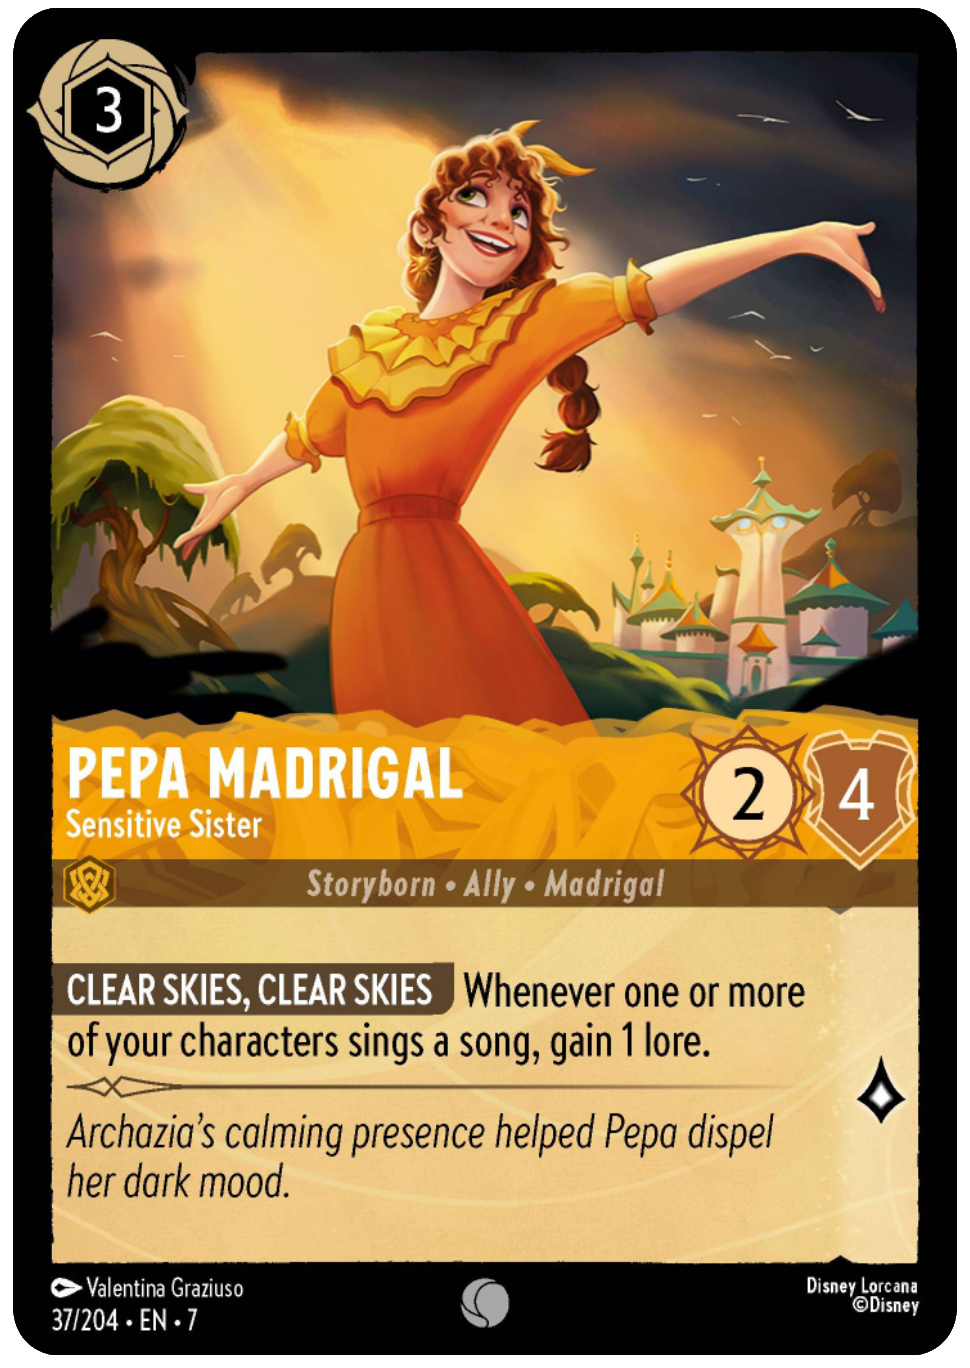 3
PEPA MADRIGAL
Sensitive Sister
2
4
Storyborn • Ally • Madrigal
CLEAR SKIES, CLEAR SKIES Whenever one or more
of your characters sings a song, gain 1 lore.
Archazia's calming presence helped Pepa dispel
her dark mood.
Valentina Graziuso
37/204 • EN • 7
Disney Lorcana
©Disney